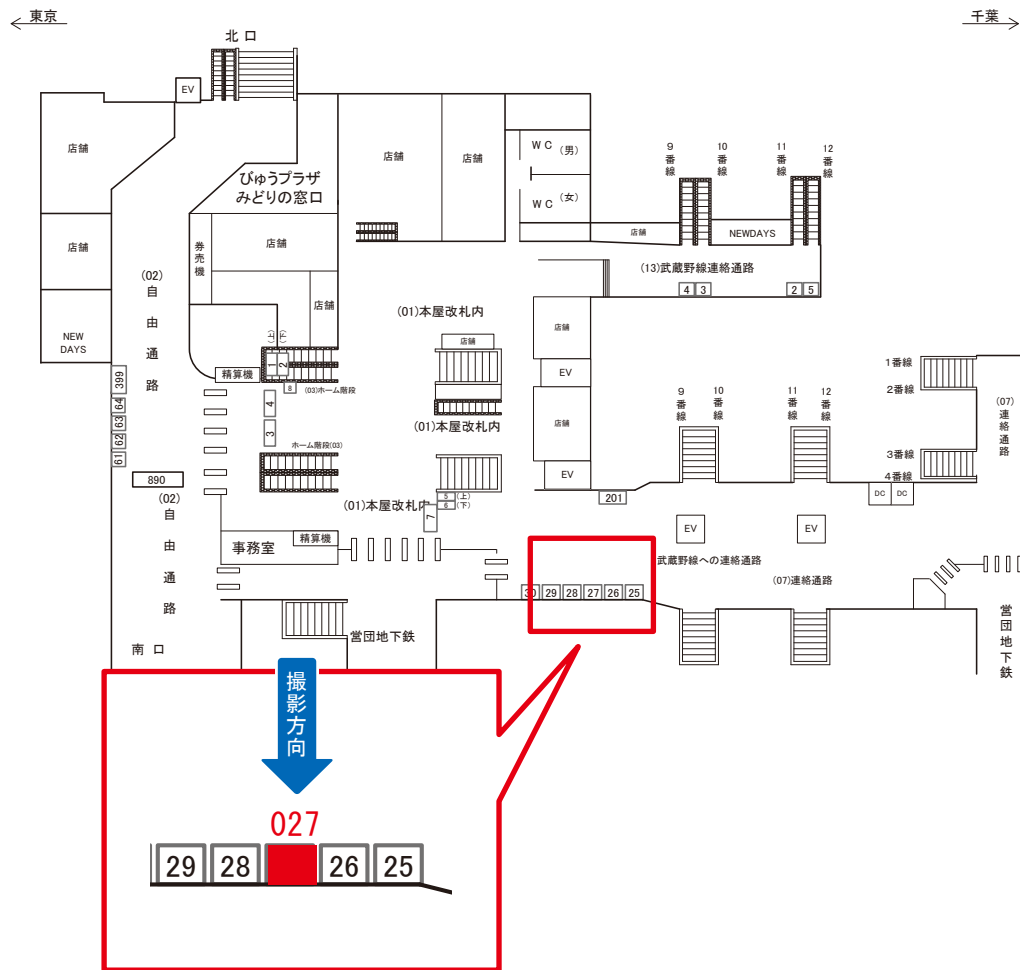 東京
千葉
北口
EV
店舗
店舗
NEW
DAYS
(02)
自由通路
びゅうプラザ
みどりの窓口
券売機
店舗
店舗
店舗
店舗
WC (男)
WC (女)
9番線
10番線
11番線
12番線
店舗
NEWDAYS
(13)武蔵野線連絡通路
4 3
2 5
(01)本屋改札内
店舗
店舗
EV
店舗
EV
(上)
(下)
1 2
精算機
8
(03)ホーム階段
4
3
(01)本屋改札内
ホーム階段(03)
399
64
63
62
61
890
(02)
自由通路
(01)本屋改札内
5 (上)
6 (下)
7
201
9番線
10番線
11番線
12番線
1番線
2番線
3番線
4番線
(07)連絡通路
DC DC
EV
EV
事務室
精算機
武蔵野線への連絡通路
(07)連絡通路
30 29 28 27 26 25
南口
営団地下鉄
営団地下鉄
撮影方向
027
29 28 26 25